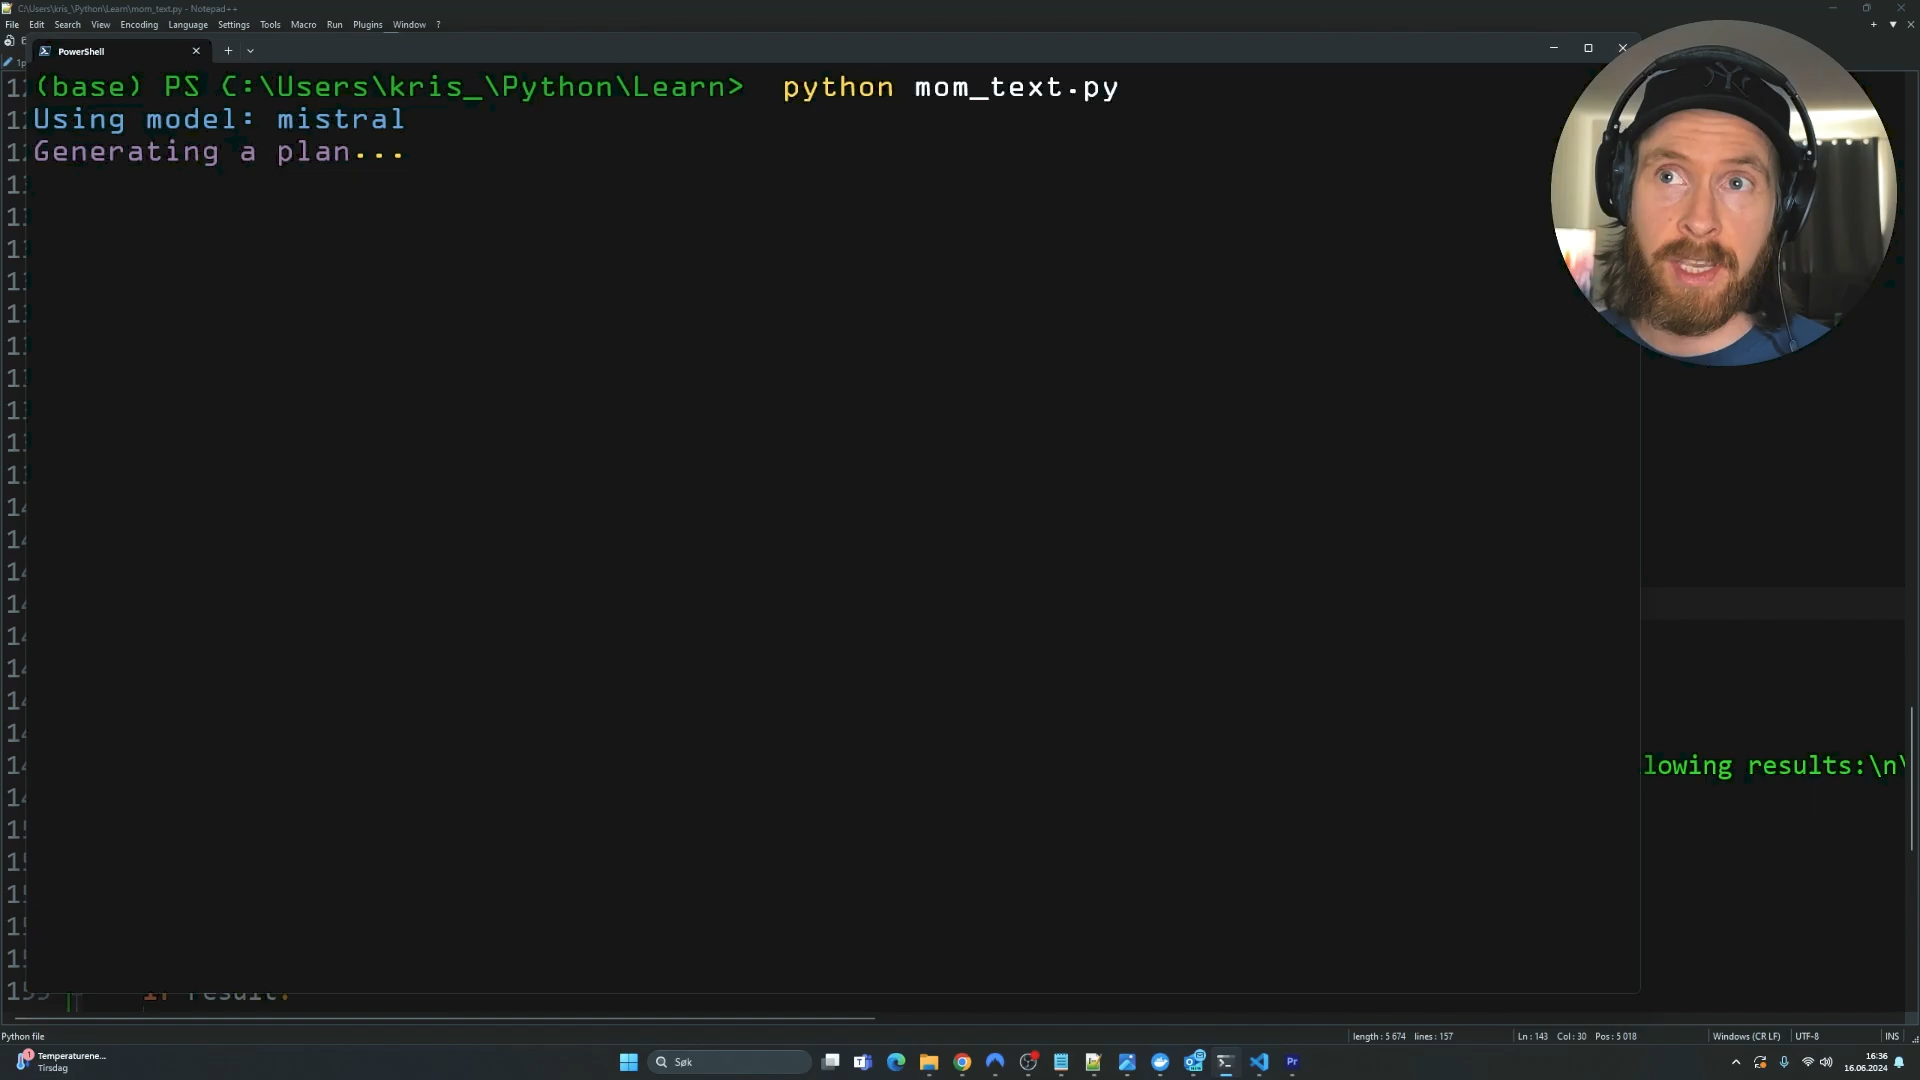 C:\Users\kris_\Python\Learn\mom_text.py - Notepad++
File Edit Search View Encoding Language Settings Tools Macro Run Plugins Window ?
PowerShell
(base) PS C:\Users\kris_\Python\Learn> python mom_text.py
Using model: mistral
Generating a plan...
lowing results:\n\
if result:
Python file
length : 5 674 lines : 157
Ln : 143 Col : 30 Pos : 5 018
Windows (CR LF)
UTF-8
INS
Temperaturene...
Tirsdag
Søk
16:36
16.06.2024